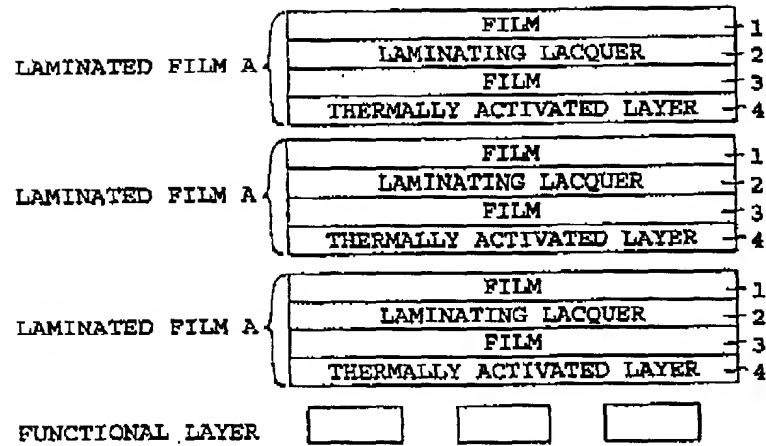 FILM 1
LAMINATING LACQUER 2
LAMINATED FILM A
FILM 3
THERMALLY ACTIVATED LAYER 4
FILM 1
LAMINATING LACQUER 2
LAMINATED FILM A
FILM 3
THERMALLY ACTIVATED LAYER 4
FILM 1
LAMINATING LACQUER 2
LAMINATED FILM A
FILM 3
THERMALLY ACTIVATED LAYER 4
FUNCTIONAL LAYER